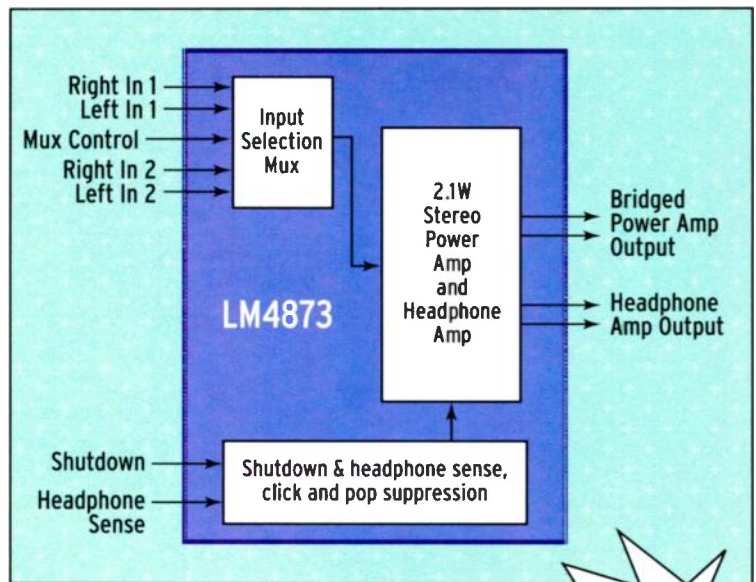 Right In 1
Left In 1
Mux Control
Right In 2
Left In 2
Input
Selection
Mux
2.1W
Stereo
Power
Amp
and
Headphone
Amp
Bridged
Power Amp
Output
Headphone
Amp Output
LM4873
Shutdown
Headphone
Sense
Shutdown & headphone sense,
click and pop suppression